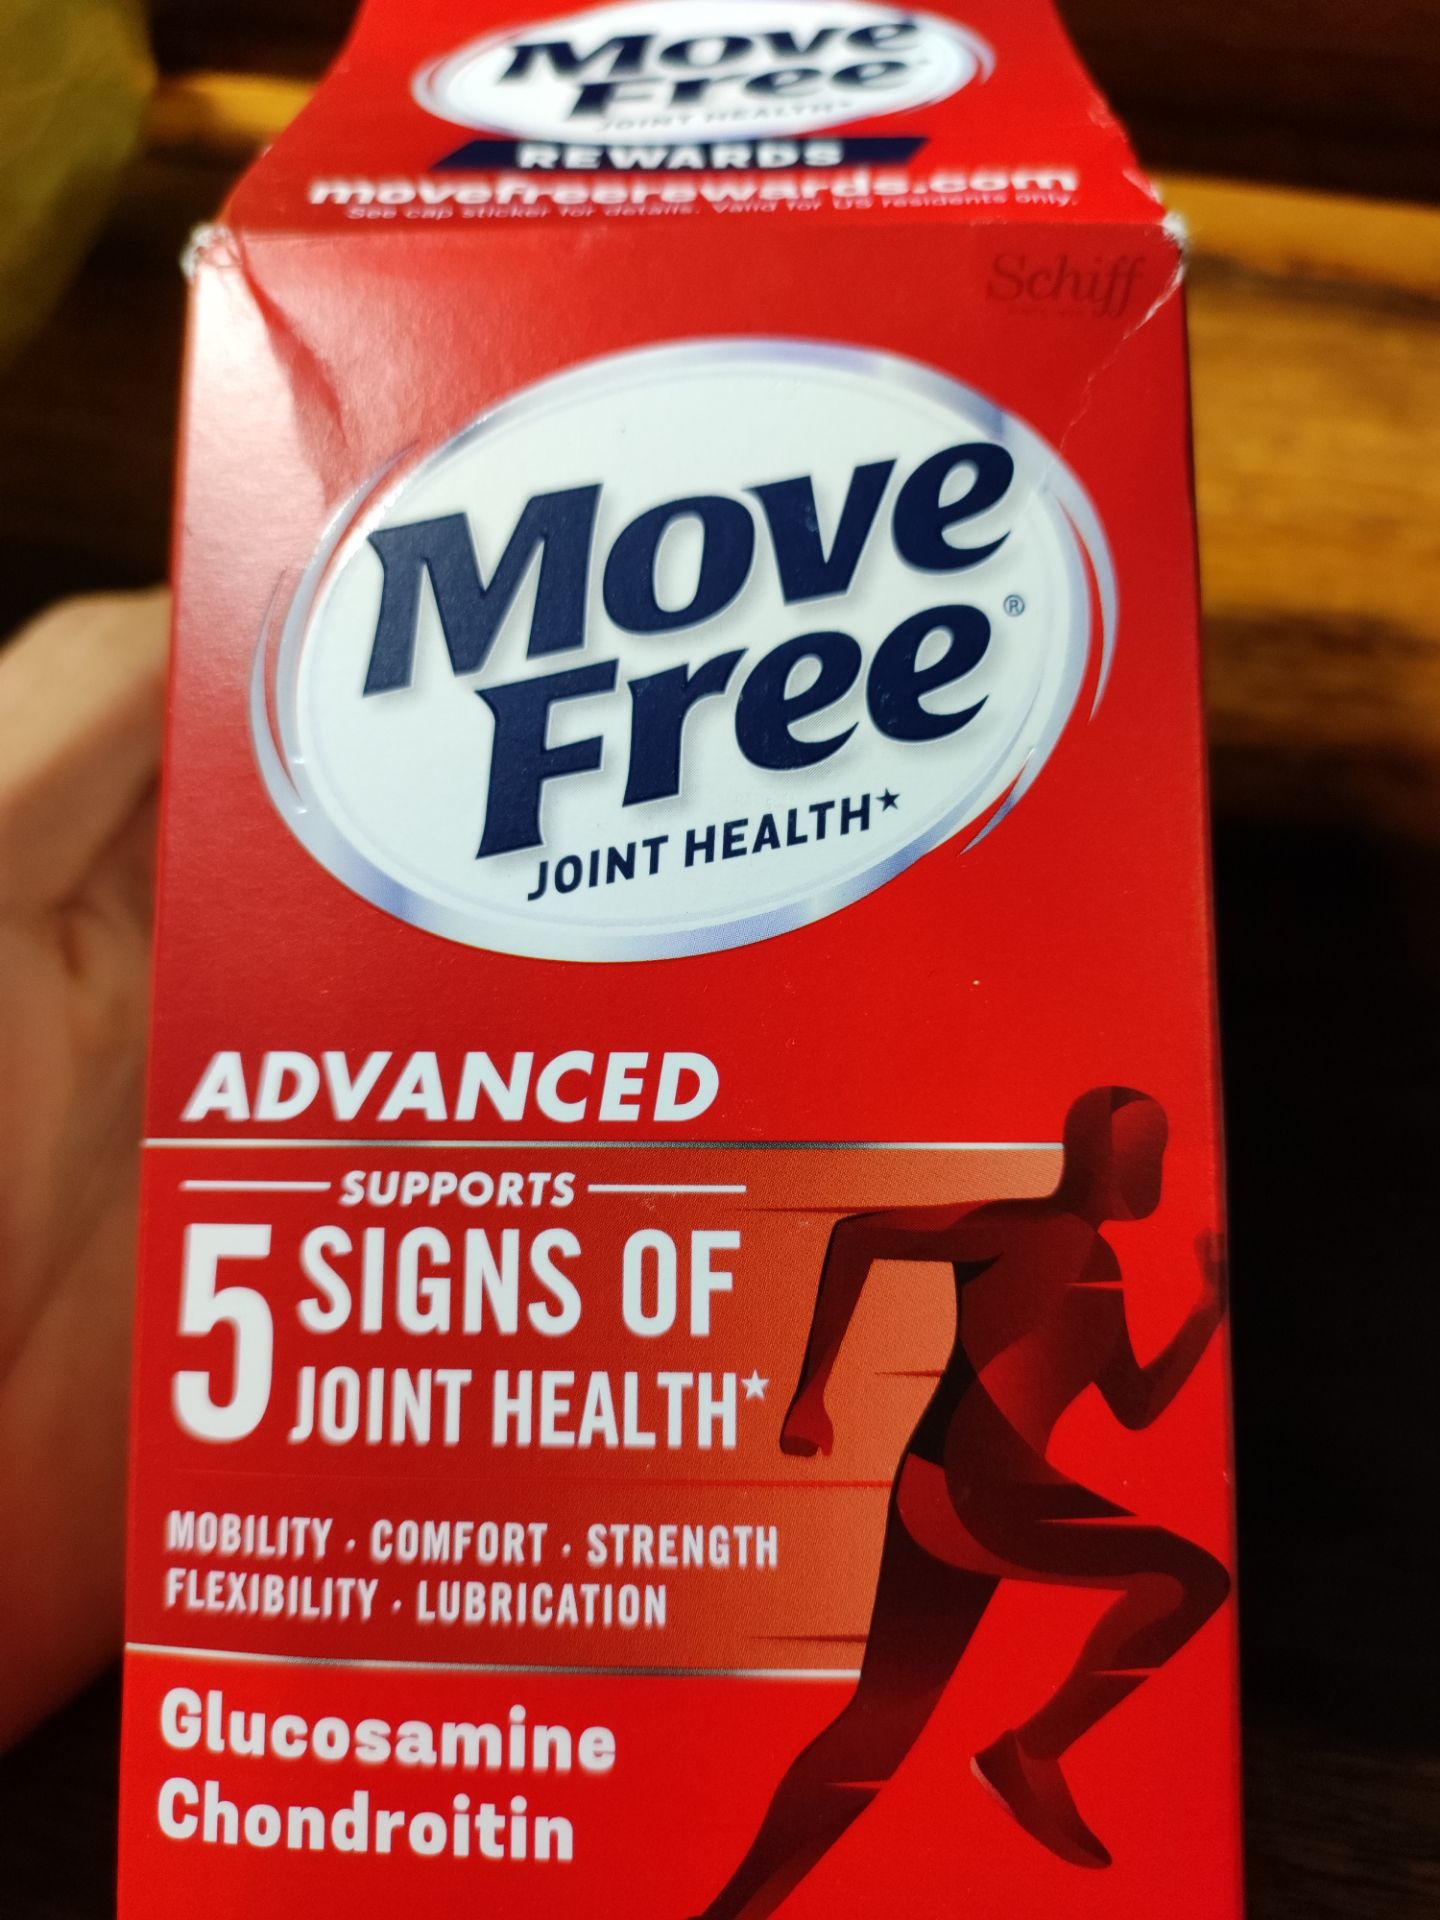 Move
Free
JOINT HEALTH*
REWARDS
movefreerewards.com
See cap sticker for details. Valid for US residents only.
Schiff
Move
Free®
JOINT HEALTH*
ADVANCED
SUPPORTS
5 SIGNS OF
JOINT HEALTH*
MOBILITY · COMFORT · STRENGTH
FLEXIBILITY · LUBRICATION
Glucosamine
Chondroitin